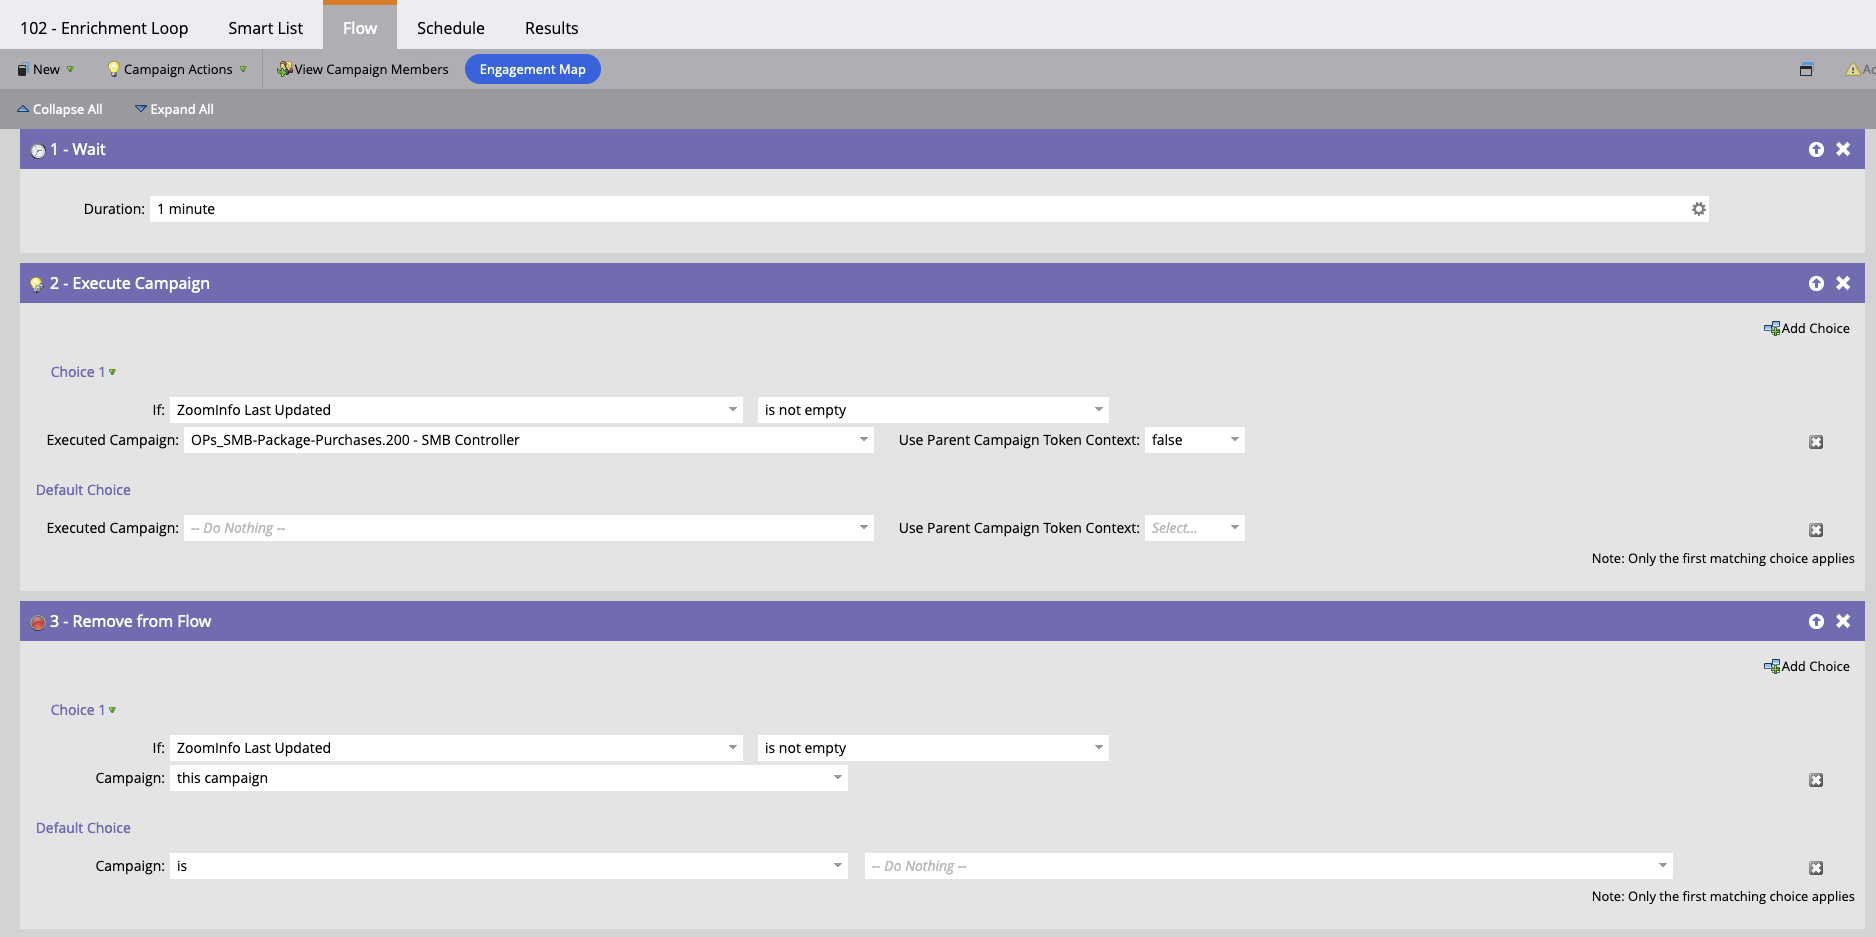 102 - Enrichment Loop Smart List Flow Schedule Results
New Campaign Actions View Campaign Members Engagement Map
Collapse All Expand All
1 - Wait
Duration: 1 minute
2 - Execute Campaign
Add Choice
Choice 1
If: ZoomInfo Last Updated is not empty
Executed Campaign: OPs_SMB-Package-Purchases.200 - SMB Controller Use Parent Campaign Token Context: false
Default Choice
Executed Campaign: -- Do Nothing -- Use Parent Campaign Token Context: Select...
Note: Only the first matching choice applies
3 - Remove from Flow
Add Choice
Choice 1
If: ZoomInfo Last Updated is not empty
Campaign: this campaign
Default Choice
Campaign: is -- Do Nothing --
Note: Only the first matching choice applies